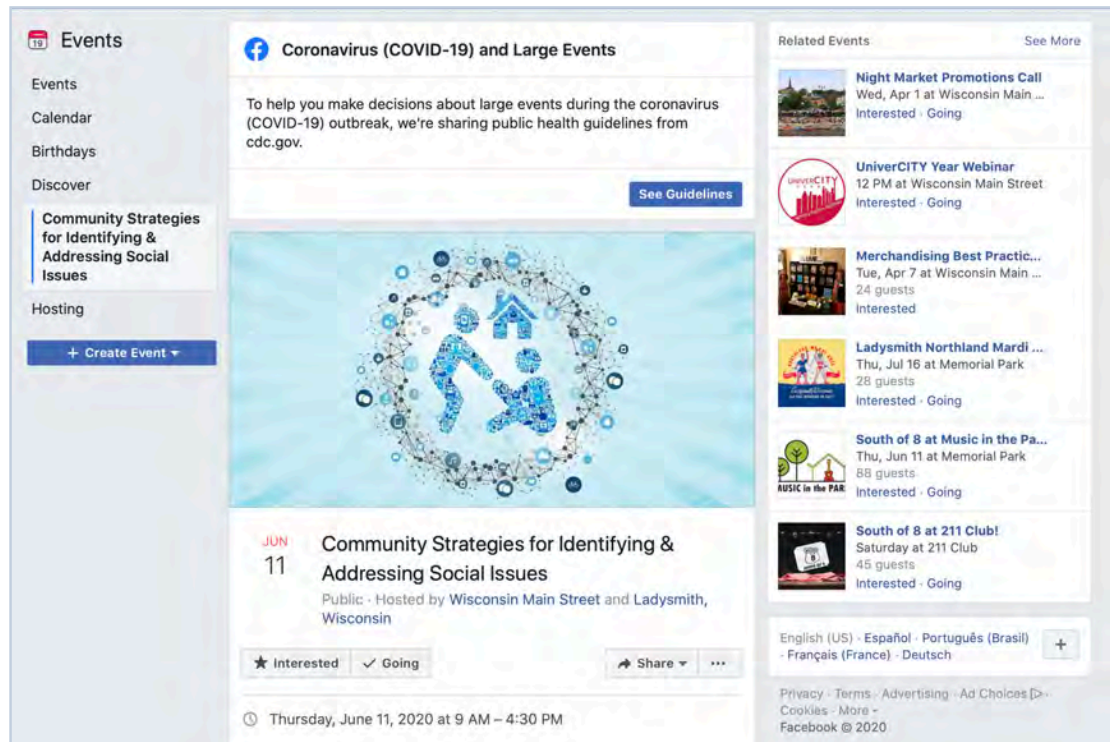 19 Events
Events
Calendar
Birthdays
Discover
Community Strategies
for Identifying &
Addressing Social
Issues
Hosting
+ Create Event
Coronavirus (COVID-19) and Large Events
To help you make decisions about large events during the coronavirus
(COVID-19) outbreak, we're sharing public health guidelines from
cdc.gov.
See Guidelines
JUN
11
Community Strategies for Identifying &
Addressing Social Issues
Public · Hosted by Wisconsin Main Street and Ladysmith,
Wisconsin
Interested
Going
Share
...
Thursday, June 11, 2020 at 9 AM – 4:30 PM
Related Events
See More
Night Market Promotions Call
Wed, Apr 1 at Wisconsin Main ...
Interested · Going
UNIVERCITY
YEAR
UniverCITY Year Webinar
12 PM at Wisconsin Main Street
Interested · Going
Merchandising Best Practic...
Tue, Apr 7 at Wisconsin Main ...
24 guests
Interested
Ladysmith Northland Mardi ...
Thu, Jul 16 at Memorial Park
28 guests
Interested · Going
MUSIC in the PAR
South of 8 at Music in the Pa...
Thu, Jun 11 at Memorial Park
88 guests
Interested · Going
South of 8 at 211 Club!
Saturday at 211 Club
45 guests
Interested · Going
English (US) · Español · Português (Brasil)
· Français (France) · Deutsch
+
Privacy · Terms · Advertising · Ad Choices ·
Cookies · More
Facebook © 2020